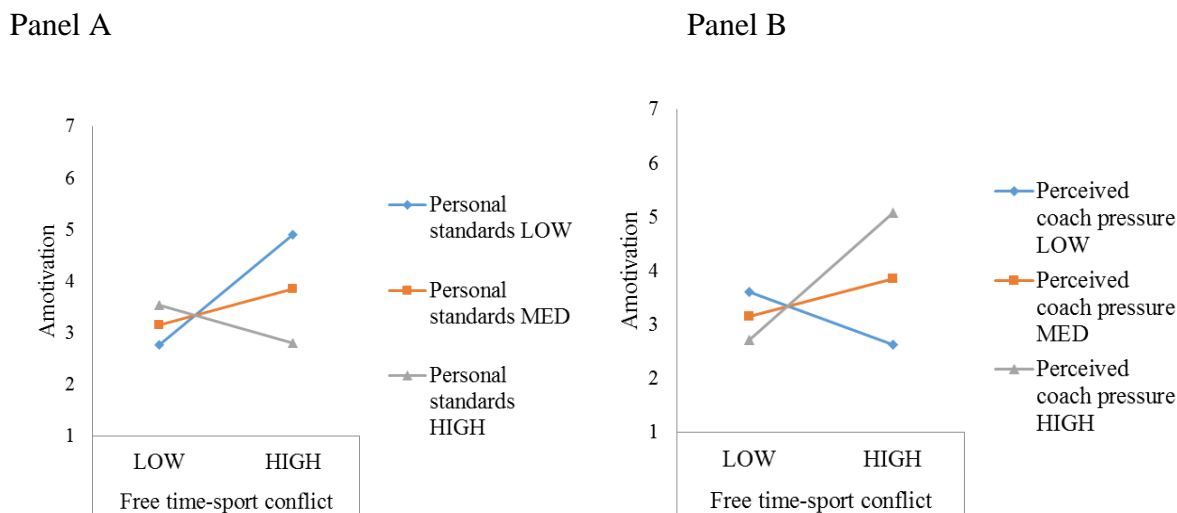 Panel A
7
6
5
4
3
2
1
Amotivation
LOW
HIGH
Free time-sport conflict
Personal
standards LOW
Personal
standards MED
Personal
standards
HIGH
Panel B
7
6
5
4
3
2
1
Amotivation
LOW
HIGH
Free time-sport conflict
Perceived
coach pressure
LOW
Perceived
coach pressure
MED
Perceived
coach pressure
HIGH